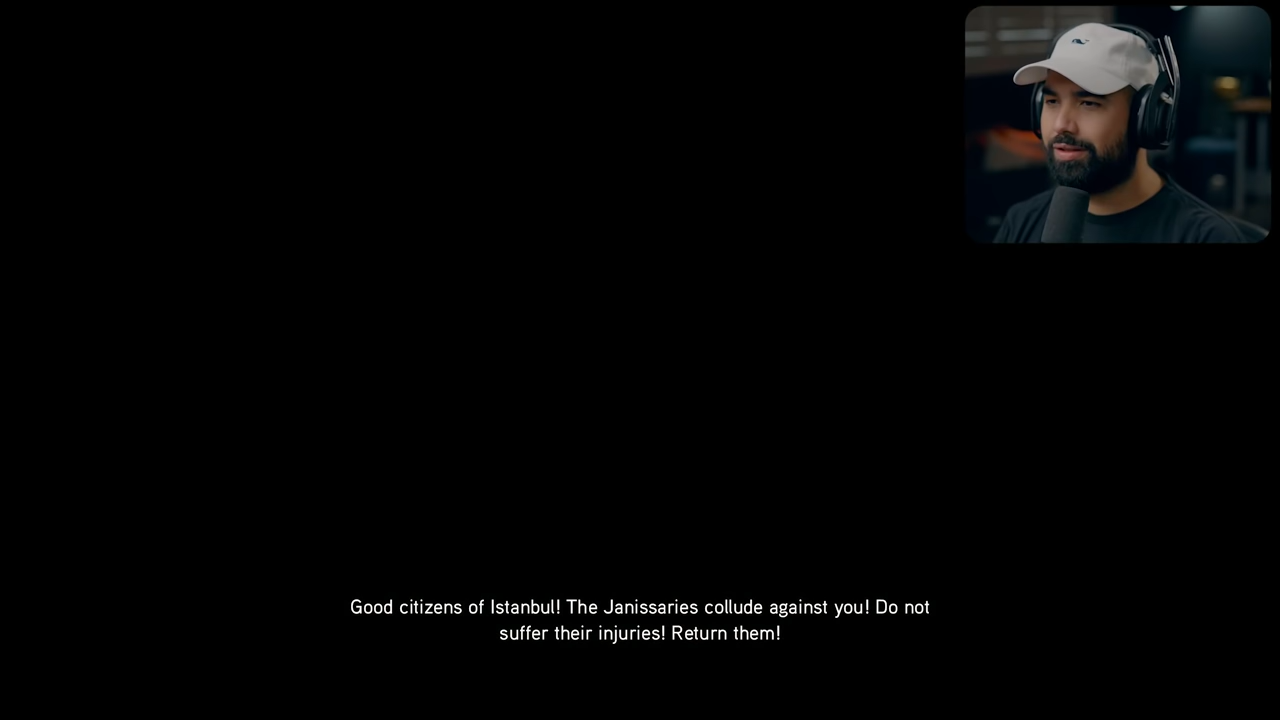 Good citizens of Istanbul! The Janissaries collude against you! Do not
suffer their injuries! Return them!